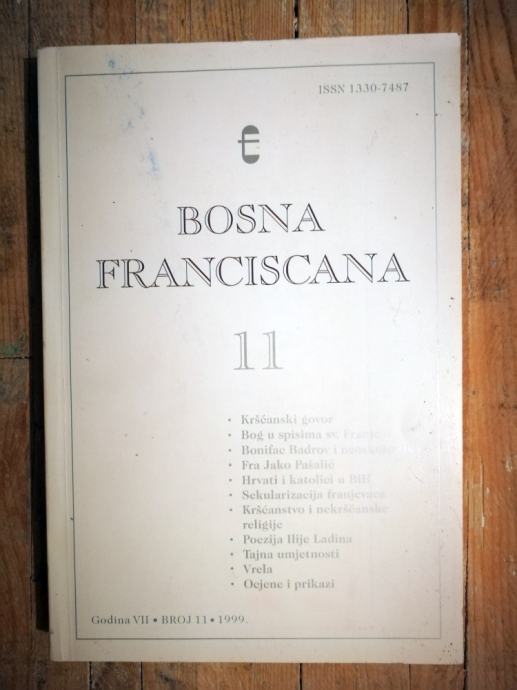 ISSN 1330-7487
BOSNA
FRANCISCANA
11
• Kršćanski govor
• Bog u spisima sv. Franje
• Bonifac Badrov i
• Fra Jako Pašalić
• Hrvati i katolici u BiH
• Sekularizacija franjevaca
• Kršćanstvo i nekršćanske
religije
• Poezija Ilije Ladina
• Tajna umjetnosti
• Vrela
• Ocjene i prikazi
Godina VII • BROJ 11 • 1999.